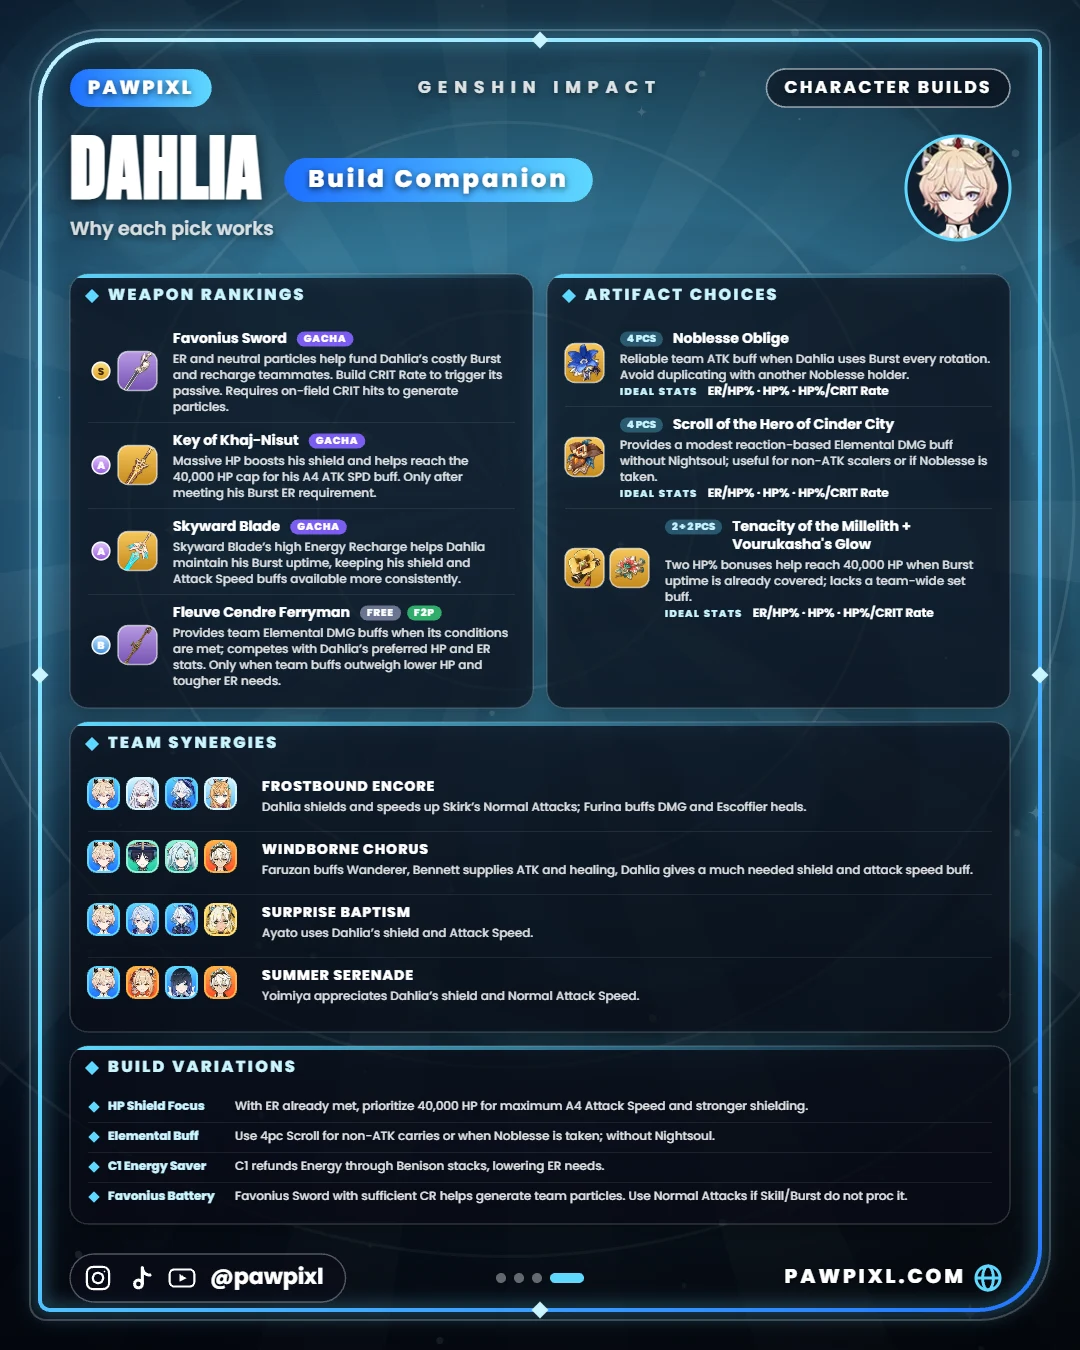 PAWPIXL
GENSHIN IMPACT
CHARACTER BUILDS
DAHLIA
Build Companion
Why each pick works
WEAPON RANKINGS
S
Favonius Sword GACHA
ER and neutral particles help fund Dahlia's costly Burst
and recharge teammates. Build CRIT Rate to trigger its
passive. Requires on-field CRIT hits to generate
particles.
A
Key of Khaj-Nisut GACHA
Massive HP boosts his shield and helps reach the
40,000 HP cap for his A4 ATK SPD buff. Only after
meeting his Burst ER requirement.
A
Skyward Blade GACHA
Skyward Blade's high Energy Recharge helps Dahlia
maintain his Burst uptime, keeping his shield and
Attack Speed buffs available more consistently.
B
Fleuve Cendre Ferryman FREE F2P
Provides team Elemental DMG buffs when its conditions
are met; competes with Dahlia's preferred HP and ER
stats. Only when team buffs outweigh lower HP and
tougher ER needs.
ARTIFACT CHOICES
4PCS Noblesse Oblige
Reliable team ATK buff when Dahlia uses Burst every rotation.
Avoid duplicating with another Noblesse holder.
IDEAL STATS ER/HP% · HP% · HP%/CRIT Rate
4PCS Scroll of the Hero of Cinder City
Provides a modest reaction-based Elemental DMG buff
without Nightsoul; useful for non-ATK scalers or if Noblesse is
taken.
IDEAL STATS ER/HP% · HP% · HP%/CRIT Rate
2+2PCS Tenacity of the Millelith +
Vourukasha's Glow
Two HP% bonuses help reach 40,000 HP when Burst
uptime is already covered; lacks a team-wide set
buff.
IDEAL STATS ER/HP% · HP% · HP%/CRIT Rate
TEAM SYNERGIES
FROSTBOUND ENCORE
Dahlia shields and speeds up Skirk's Normal Attacks; Furina buffs DMG and Escoffier heals.
WINDBORNE CHORUS
Faruzan buffs Wanderer, Bennett supplies ATK and healing, Dahlia gives a much needed shield and attack speed buff.
SURPRISE BAPTISM
Ayato uses Dahlia's shield and Attack Speed.
SUMMER SERENADE
Yoimiya appreciates Dahlia's shield and Normal Attack Speed.
BUILD VARIATIONS
HP Shield Focus With ER already met, prioritize 40,000 HP for maximum A4 Attack Speed and stronger shielding.
Elemental Buff Use 4pc Scroll for non-ATK carries or when Noblesse is taken; without Nightsoul.
C1 Energy Saver C1 refunds Energy through Benison stacks, lowering ER needs.
Favonius Battery Favonius Sword with sufficient CR helps generate team particles. Use Normal Attacks if Skill/Burst do not proc it.
@pawpixl
PAWPIXL.COM